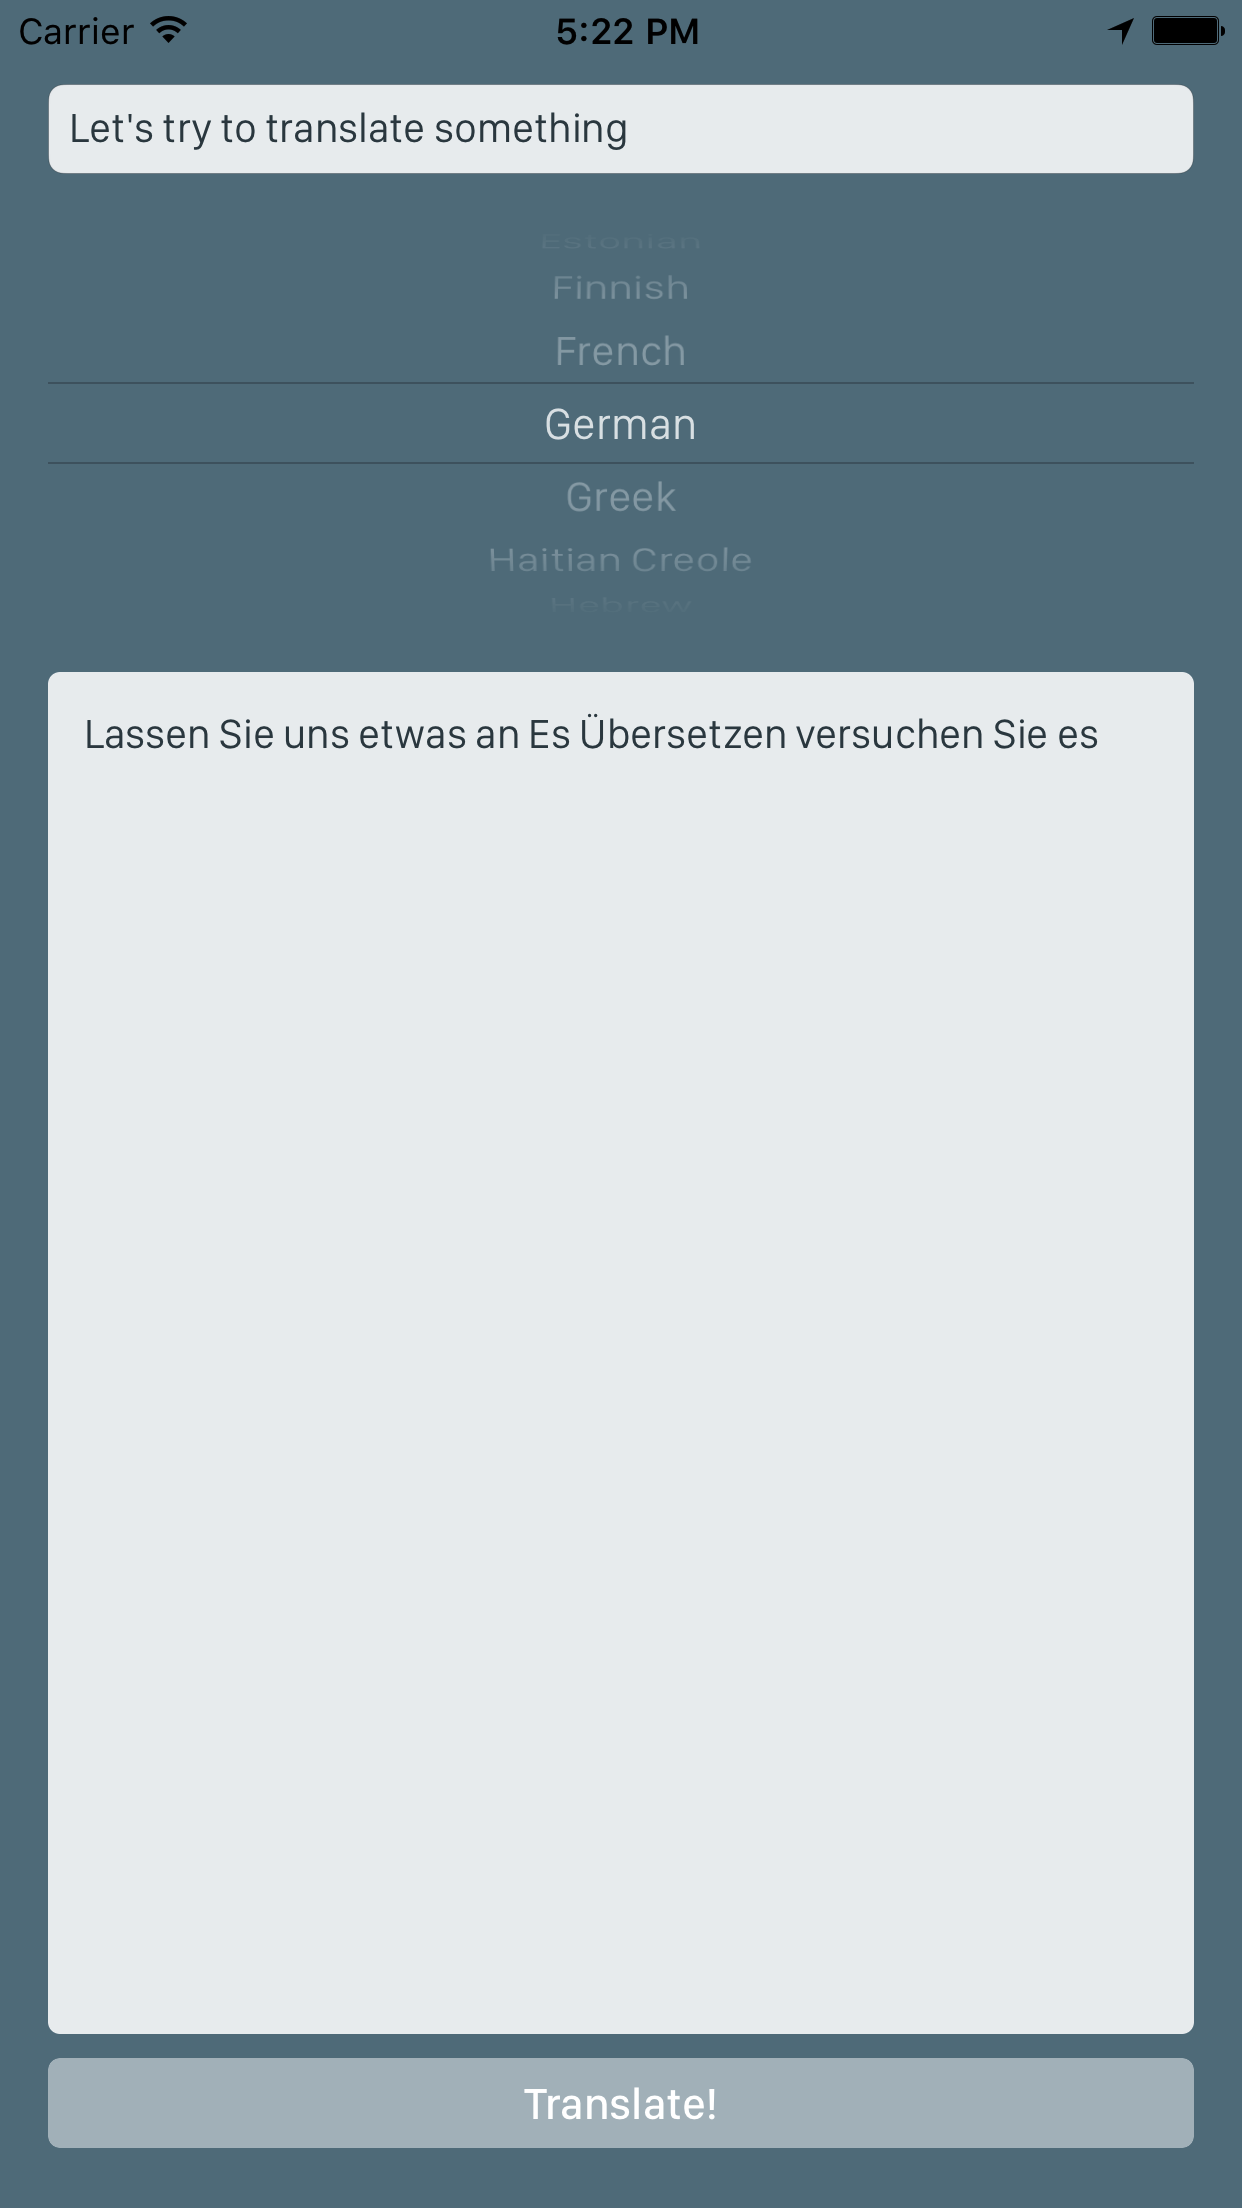 Carrier 5:22 PM
Let's try to translate something
Estonian
Finnish
French
German
Greek
Haitian Creole
Hebrew
Lassen Sie uns etwas an Es Übersetzen versuchen Sie es
Translate!